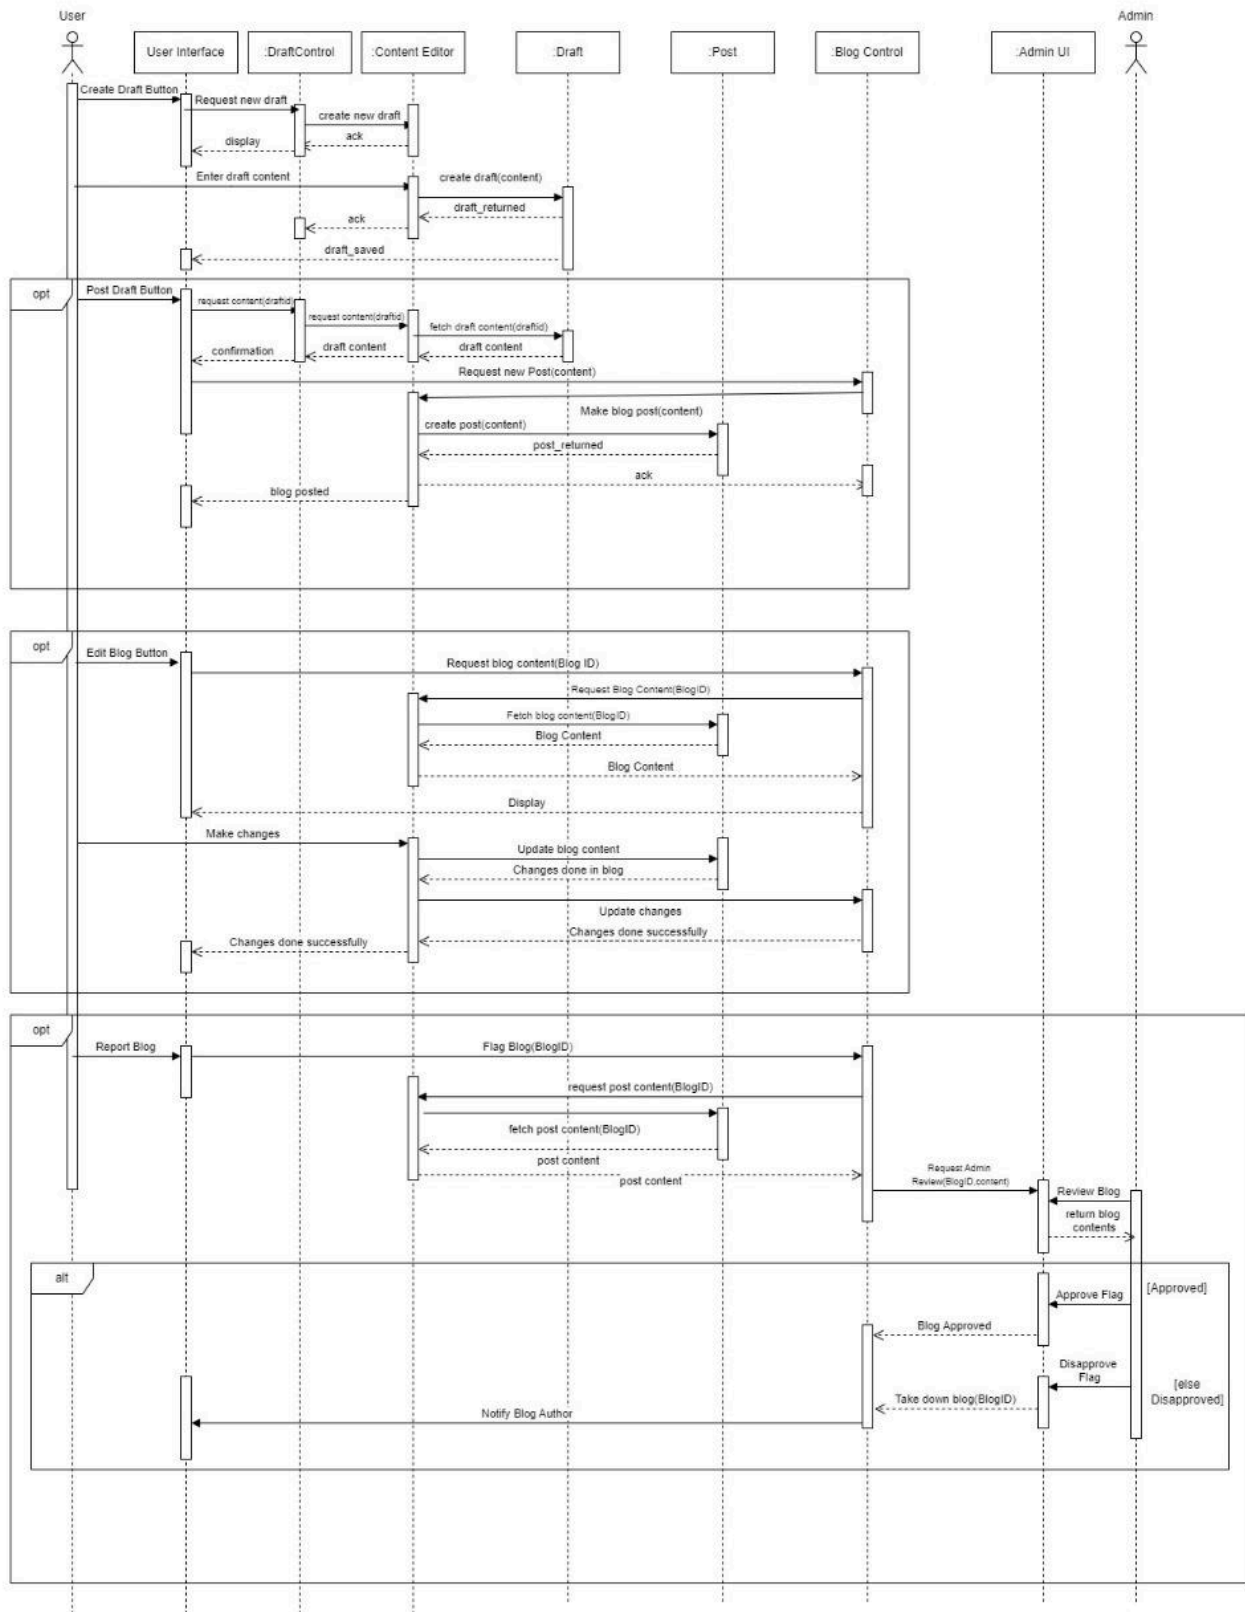 User
Admin
User Interface
:DraftControl
:Content Editor
:Draft
:Post
:Blog Control
:Admin UI
Create Draft Button
Request new draft
create new draft
ack
display
Enter draft content
create draft(content)
draft_returned
ack
draft_saved
opt
Post Draft Button
request content(draftid)
request content(draftid)
fetch draft content(draftid)
confirmation
draft content
draft content
Request new Post(content)
Make blog post(content)
create post(content)
post_returned
ack
blog posted
opt
Edit Blog Button
Request blog content(Blog ID)
Request Blog Content(BlogID)
Fetch blog content(BlogID)
Blog Content
Blog Content
Display
Make changes
Update blog content
Changes done in blog
Update changes
Changes done successfully
Changes done successfully
opt
Report Blog
Flag Blog(BlogID)
request post content(BlogID)
fetch post content(BlogID)
post content
post content
Request Admin
Review(BlogID,content)
Review Blog
return blog
contents
alt
[Approved]
Approve Flag
Blog Approved
Disapprove
Flag
[else
Disapproved]
Take down blog(BlogID)
Notify Blog Author